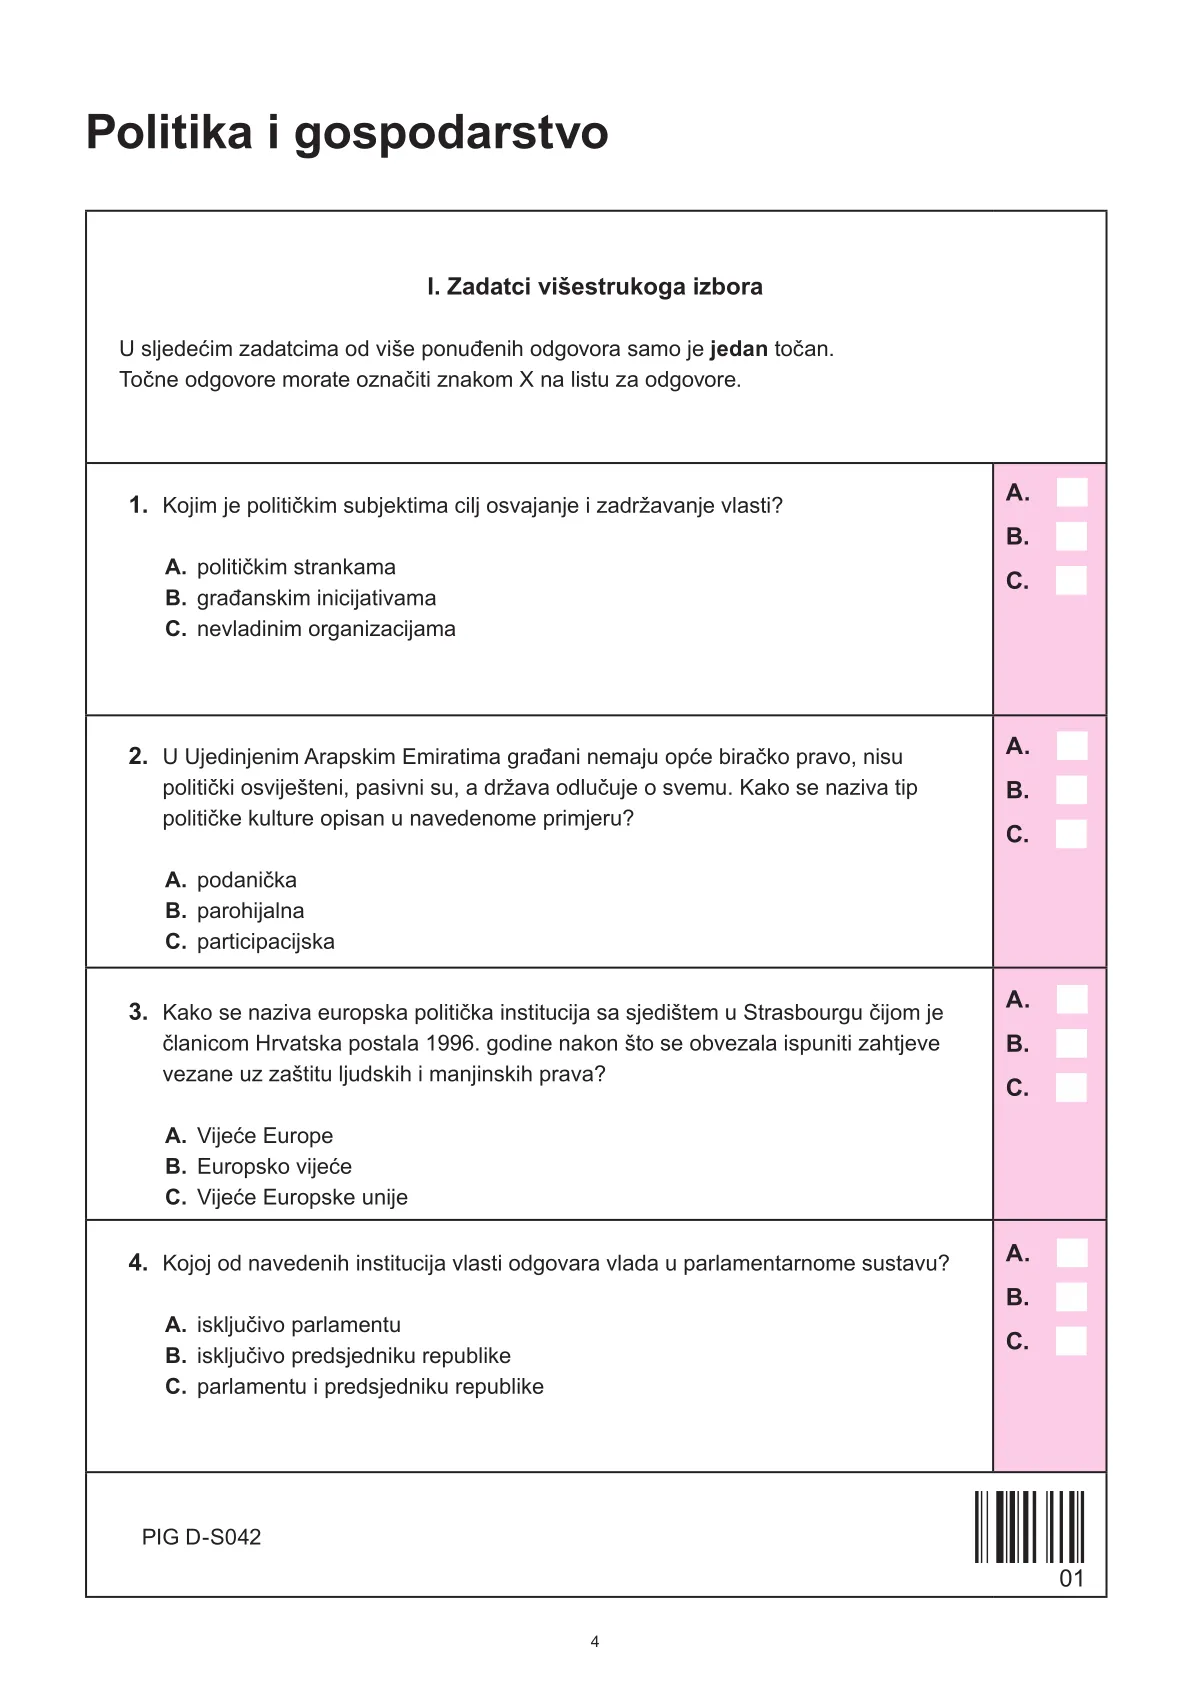 Politika i gospodarstvo
I. Zadatci višestrukoga izbora
U sljedećim zadatcima od više ponuđenih odgovora samo je jedan točan.
Točne odgovore morate označiti znakom X na listu za odgovore.
1. Kojim je političkim subjektima cilj osvajanje i zadržavanje vlasti?
A. političkim strankama
B. građanskim inicijativama
C. nevladinim organizacijama
A.
B.
C.
2. U Ujedinjenim Arapskim Emiratima građani nemaju opće biračko pravo, nisu
politički osviješteni, pasivni su, a država odlučuje o svemu. Kako se naziva tip
političke kulture opisan u navedenome primjeru?
A. podanička
B. parohijalna
C. participacijska
A.
B.
C.
3. Kako se naziva europska politička institucija sa sjedištem u Strasbourgu čijom je
članicom Hrvatska postala 1996. godine nakon što se obvezala ispuniti zahtjeve
vezane uz zaštitu ljudskih i manjinskih prava?
A. Vijeće Europe
B. Europsko vijeće
C. Vijeće Europske unije
A.
B.
C.
4. Kojoj od navedenih institucija vlasti odgovara vlada u parlamentarnome sustavu?
A. isključivo parlamentu
B. isključivo predsjedniku republike
C. parlamentu i predsjedniku republike
A.
B.
C.
PIG D-S042
01
4